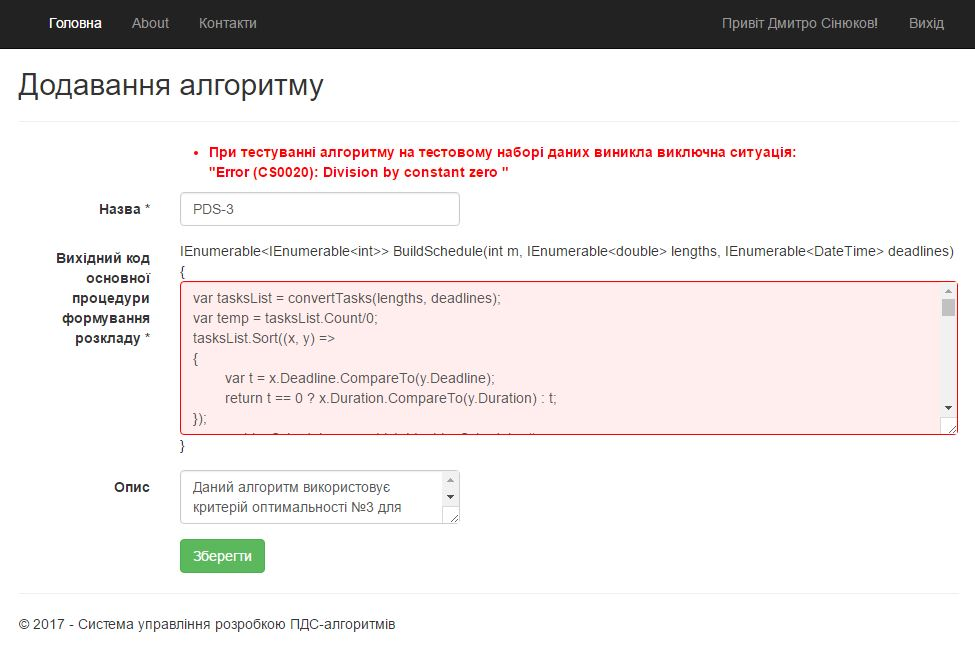 Головна About Контакти Привіт Дмитро Сінюков! Вихід
Додавання алгоритму
• При тестуванні алгоритму на тестовому наборі даних виникла виключна ситуація:
"Error (CS0020): Division by constant zero "
Назва *
PDS-3
Вихідний код
основної
процедури
формування
розкладу *
IEnumerable<IEnumerable<int>> BuildSchedule(int m, IEnumerable<double> lengths, IEnumerable<DateTime> deadlines)
{
var tasksList = convertTasks(lengths, deadlines);
var temp = tasksList.Count/0;
tasksList.Sort((x, y) =>
{
var t = x.Deadline.CompareTo(y.Deadline);
return t == 0 ? x.Duration.CompareTo(y.Duration) : t;
});
}
Опис
Даний алгоритм використовує
критерій оптимальності №3 для
Зберегти
© 2017 - Система управління розробкою ПДС-алгоритмів